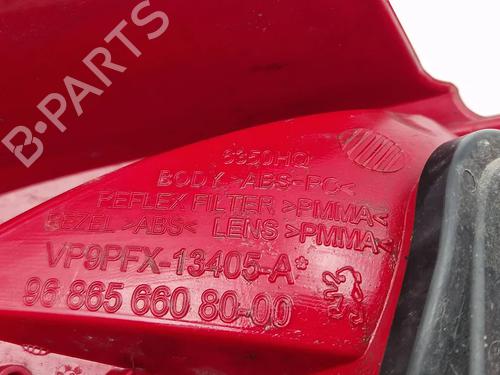 B-PARTS
6350HQ
BODY >ABS-PC<
REFLEX FILTER >PMMA<
BEZEL >ABS< LENS >PMMA<
VP9PFX-13405-A*
96 865 660 80-00